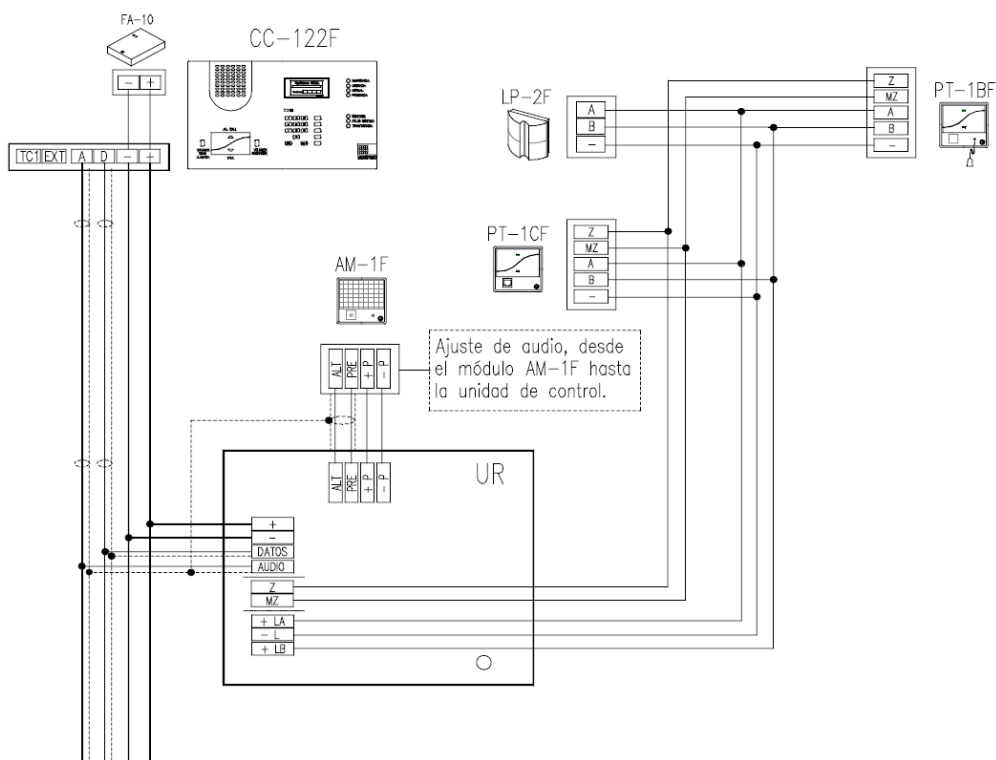 FA-10
CC-122F
- +
TC1 EXT A D - +
LP-2F
A
B
-
Z
MZ
A
B
-
PT-1BF
PT-1CF
Z
MZ
A
B
-
AM-1F
ALT PRE +P -P
Ajuste de audio, desde
el módulo AM-1F hasta
la unidad de control.
ALT PRE +P -P
UR
+
-
DATOS
AUDIO
Z
MZ
+ LA
- L
+ LB